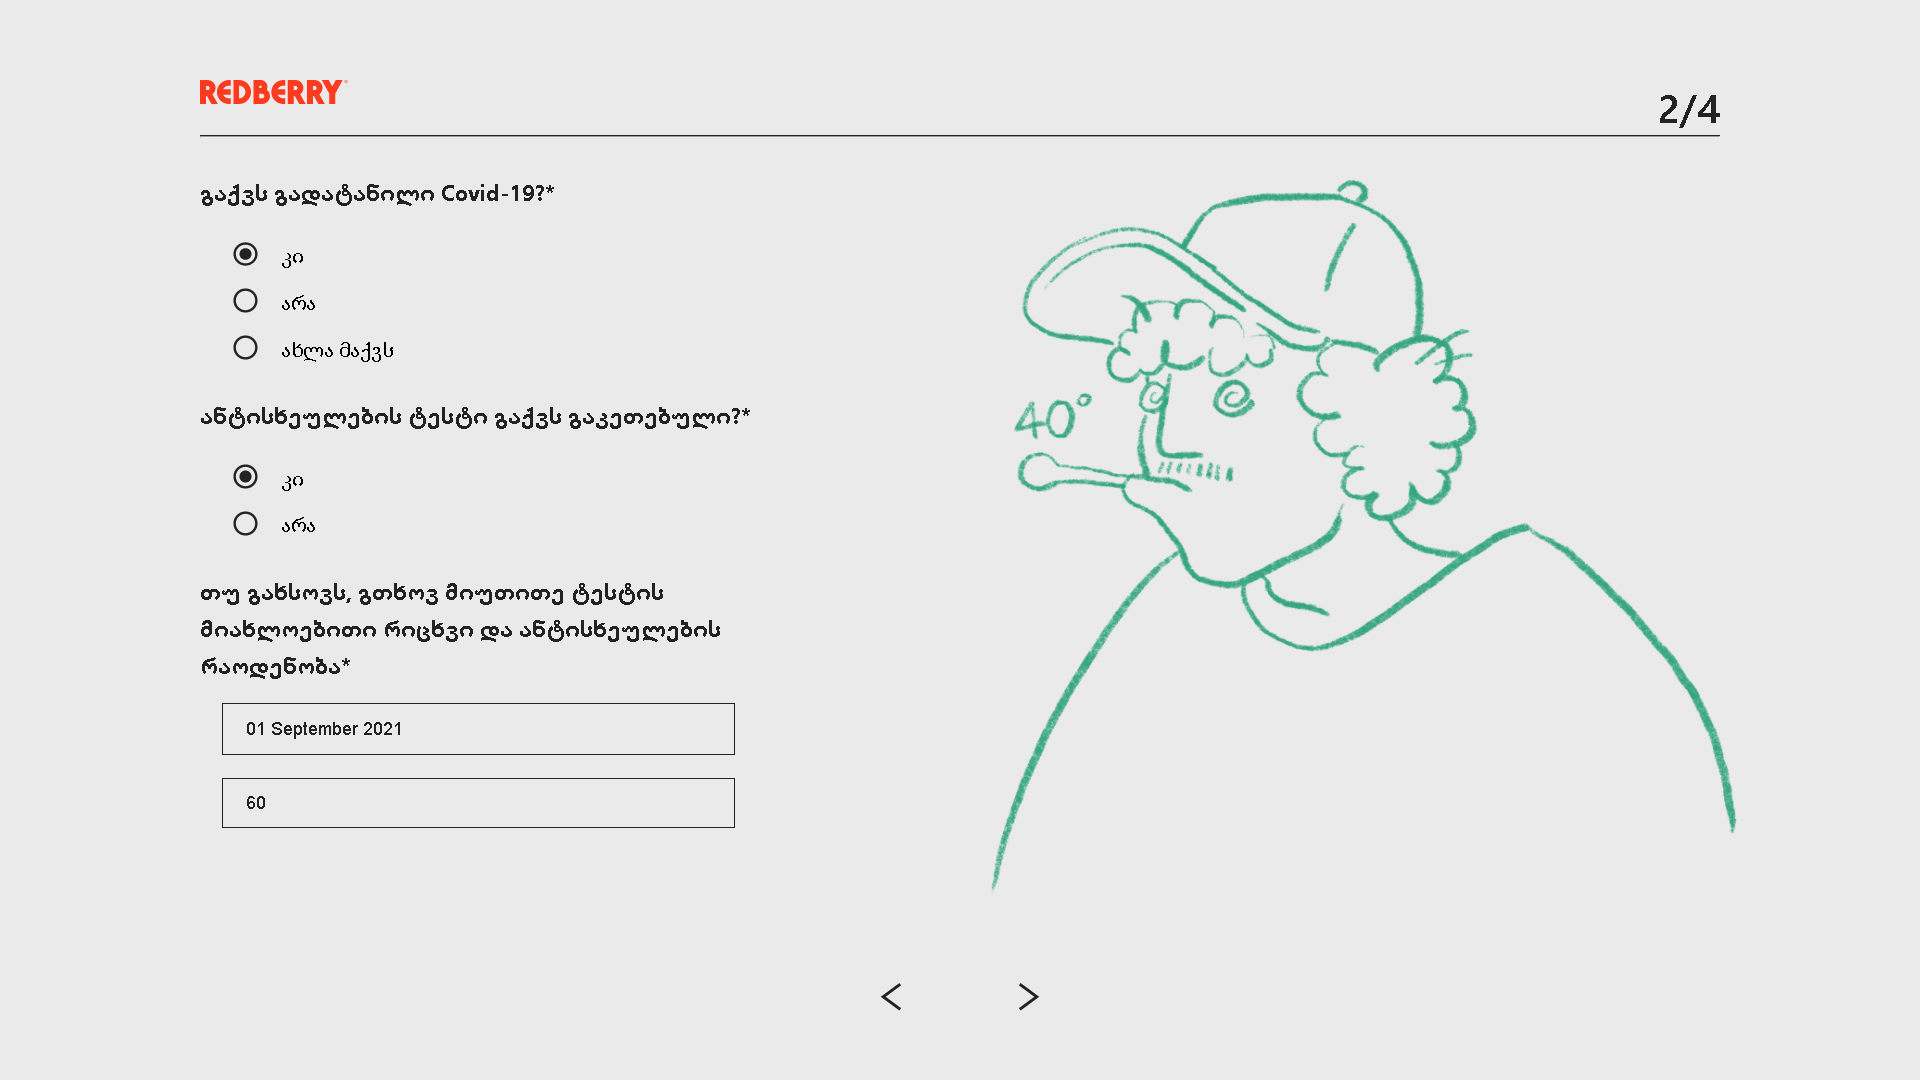 REDBERRY
2/4
გაქვს გადატანილი Covid-19?*
კი
არა
ახლა მაქვს
ანტისხეულების ტესტი გაქვს გაკეთებული?*
კი
არა
თუ გახსოვს, გთხოვ მიუთითე ტესტის
მიახლოებითი რიცხვი და ანტისხეულების
რაოდენობა*
01 September 2021
60
40°